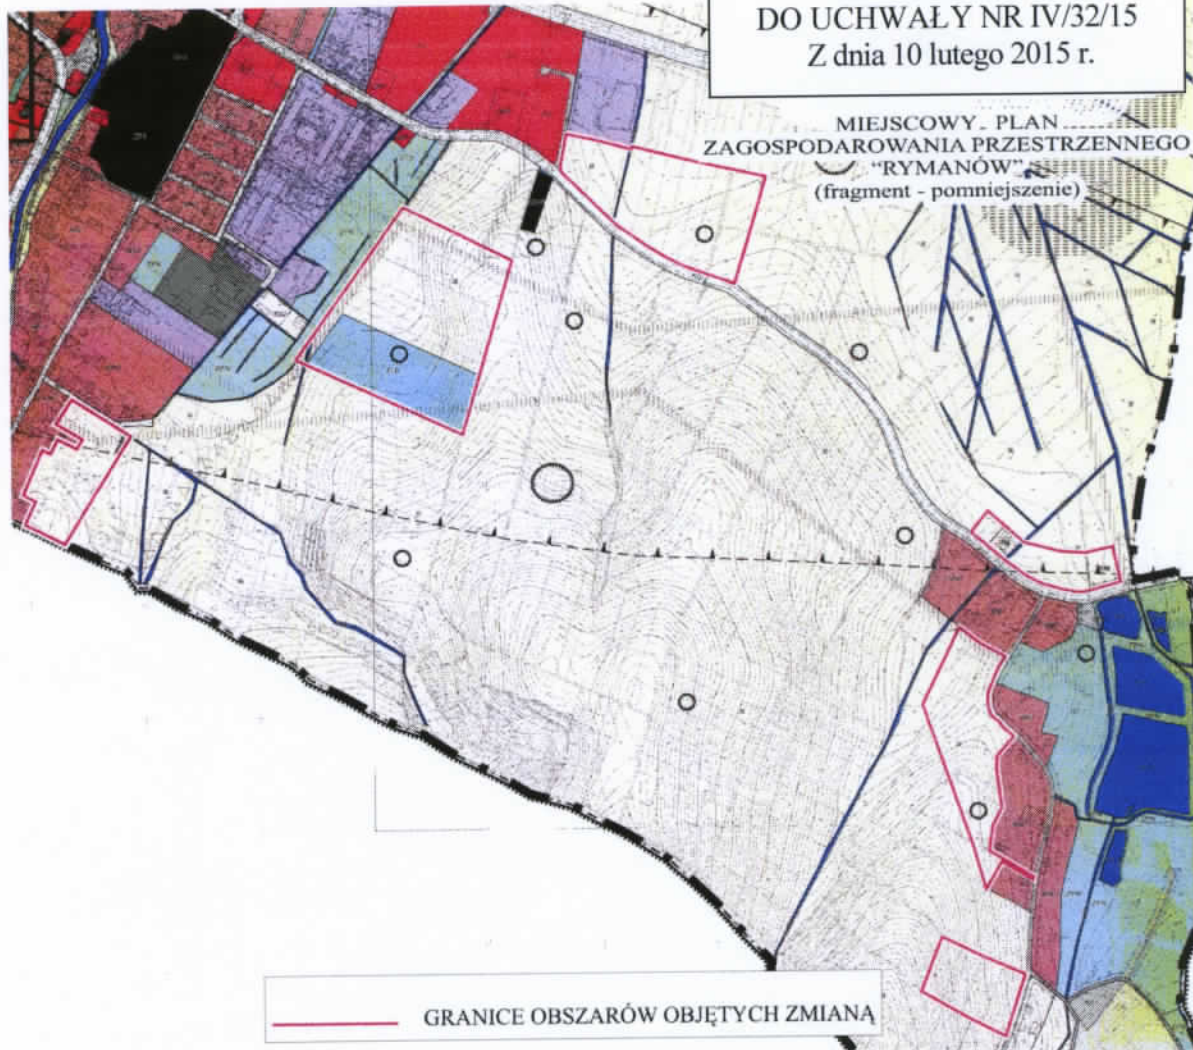 DO UCHWAŁY NR IV/32/15
Z dnia 10 lutego 2015 r.
MIEJSCOWY PLAN
ZAGOSPODAROWANIA PRZESTRZENNEGO
“RYMANÓW”
(fragment - pomniejszenie)
GRANICE OBSZARÓW OBJĘTYCH ZMIANĄ